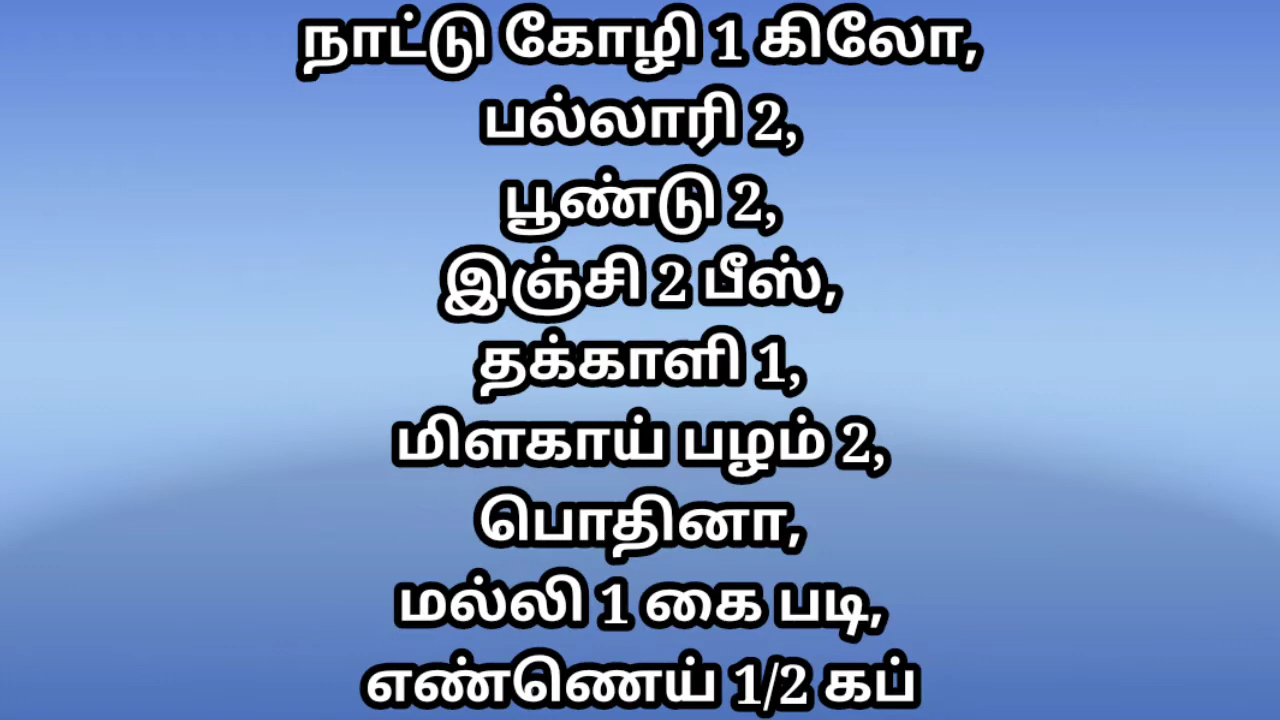 நாட்டு கோழி 1 கிலோ,
பல்லாரி 2,
பூண்டு 2,
இஞ்சி 2 பீஸ்,
தக்காளி 1,
மிளகாய் பழம் 2,
பொதினா,
மல்லி 1 கை படி,
எண்ணெய் 1/2 கப்